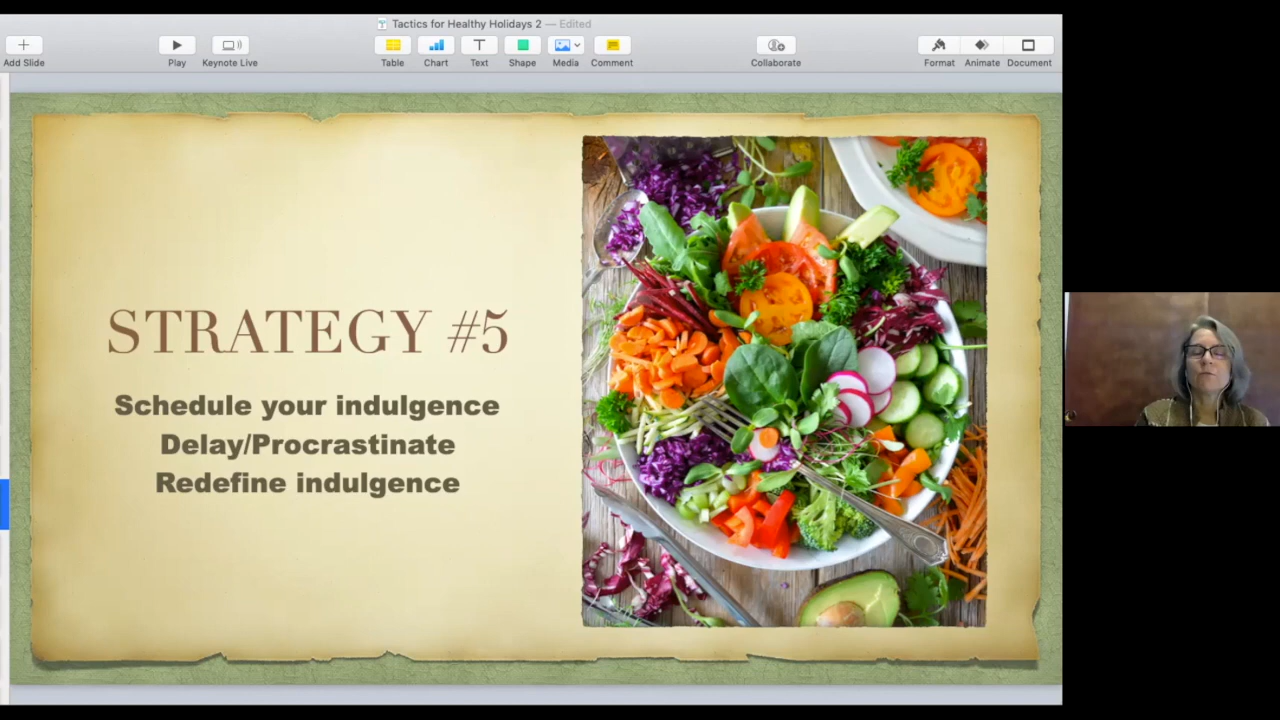 Tactics for Healthy Holidays 2 — Edited
Add Slide
Play
Keynote Live
Table
Chart
Text
Shape
Media
Comment
Collaborate
Format
Animate
Document
STRATEGY #5
Schedule your indulgence
Delay/Procrastinate
Redefine indulgence